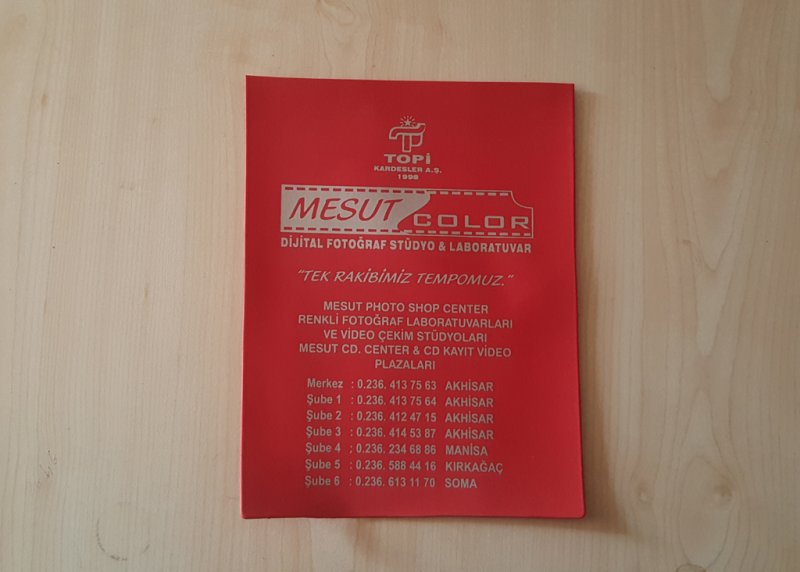 TOPİ
KARDEŞLER A.Ş.
1998
MESUT COLOR
DİJİTAL FOTOĞRAF STÜDYO & LABORATUVAR
"TEK RAKİBİMİZ TEMPOMUZ."
MESUT PHOTO SHOP CENTER
RENKLİ FOTOĞRAF LABORATUVARLARI
VE VİDEO ÇEKİM STÜDYOLARI
MESUT CD. CENTER & CD KAYIT VİDEO
PLAZALARI
Merkez : 0.236. 413 75 63 AKHİSAR
Şube 1 : 0.236. 413 75 64 AKHİSAR
Şube 2 : 0.236. 412 47 15 AKHİSAR
Şube 3 : 0.236. 414 53 87 AKHİSAR
Şube 4 ; 0.236. 234 68 86 MANİSA
Şube 5 : 0.236. 588 44 16 KIRKAĞAÇ
Şube 6 : 0.236. 613 11 70 SOMA